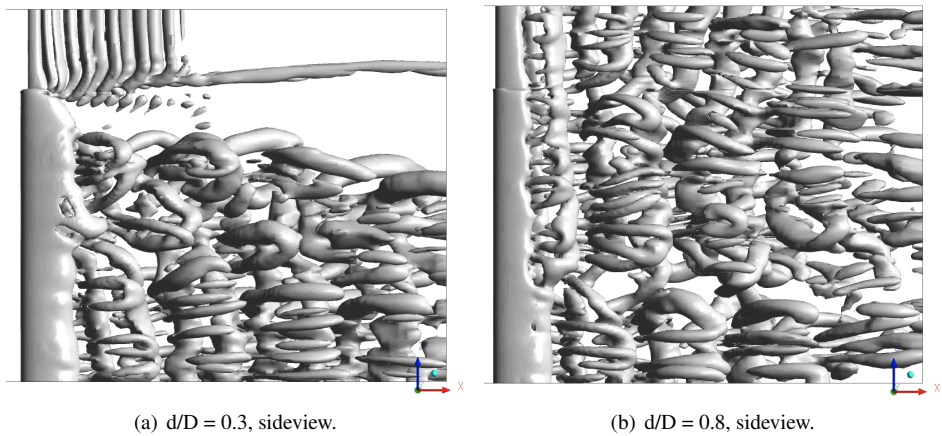 X
X
(a) d/D = 0.3, sideview.
(b) d/D = 0.8, sideview.